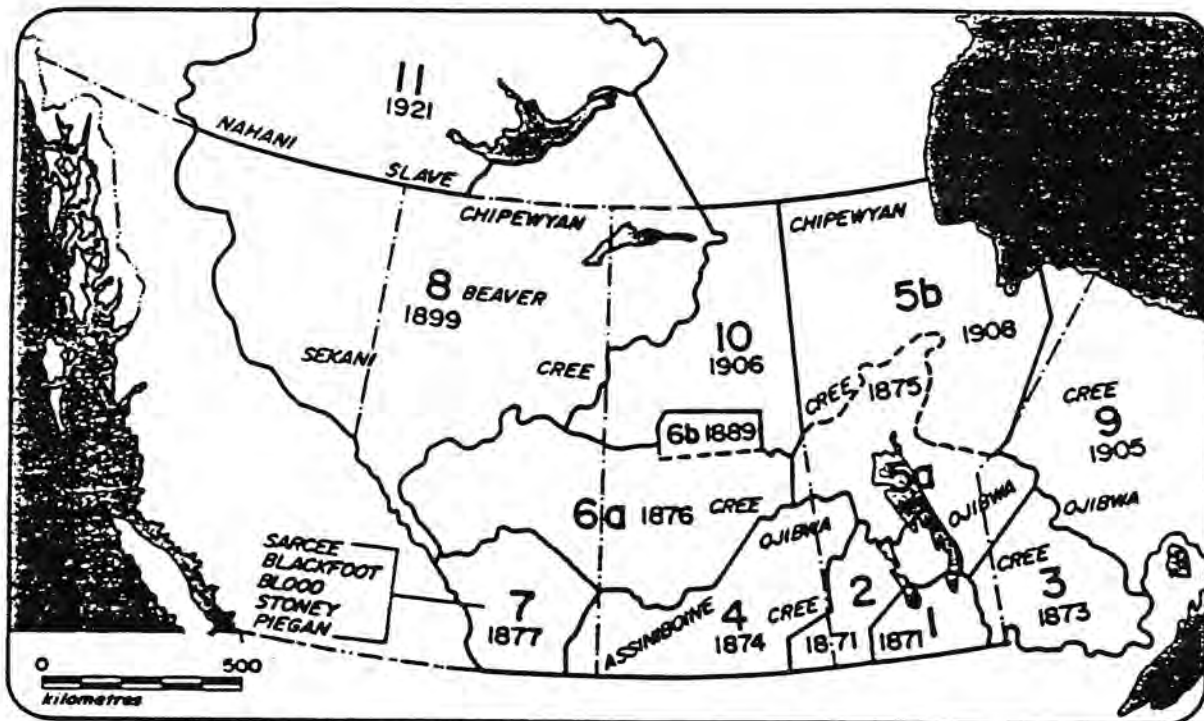 11
1921
NAHANI
SLAVE
CHIPEWYAN
CHIPEWYAN
8 BEAVER
1899
5b
1908
SEKANI
CREE
10
1906
CREE
1875
CREE
9
1905
6b 1889
5a
6a 1876 CREE
OJIBWA
OJIBWA
OJIBWA
SARCEE
BLACKFOOT
BLOOD
STONEY
PIEGAN
7
1877
ASSINIBOINE
4
1874
CREE
2
1871
1871
1
CREE
3
1873
0 500
kilometres